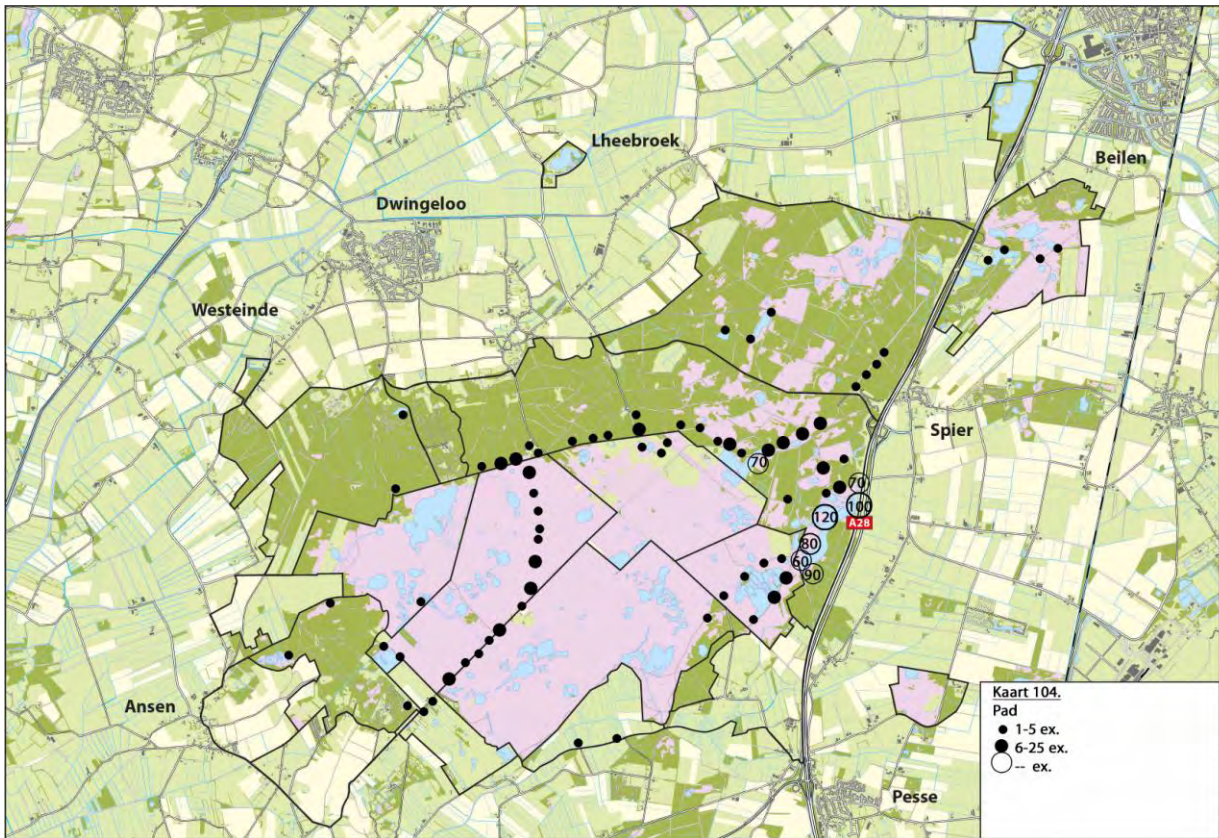 Lheebroek
Beilen
Dwingeloo
Westeinde
Spier
70
70
100
120
A28
80
60
90
Ansen
Pesse
Kaart 104.
Pad
1-5 ex.
6-25 ex.
-- ex.